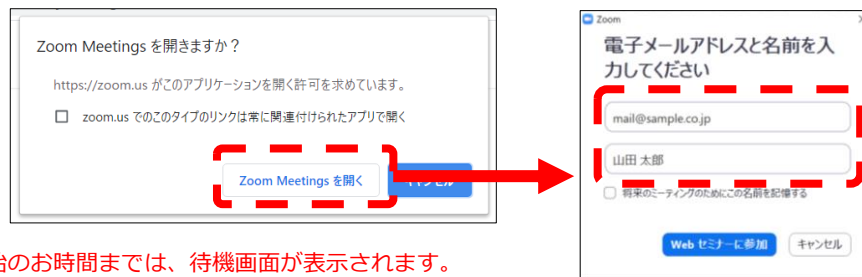 Zoom Meetings を開きますか？
https://zoom.us がこのアプリケーションを開く許可を求めています。
zoom.us でのこのタイプのリンクは常に関連付けられたアプリで開く
Zoom Meetings を開く
Zoom
電子メールアドレスと名前を入
力してください
mail@sample.co.jp
山田 太郎
将来のミーティングのためにこの名前を記憶する
Web セミナーに参加 キャンセル
のお時間までは、待機画面が表示されます。